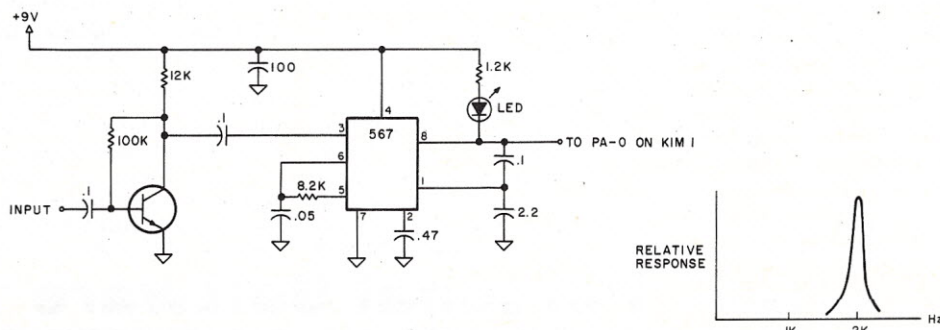 +9V
12K
100
1.2K
LED
4
100K
.1
3
567
8
TO PA-0 ON KIM 1
6
.1
8.2K
5
1
.1
INPUT
.05
7
2
.47
2.2
RELATIVE
RESPONSE
1K
2K
Hz